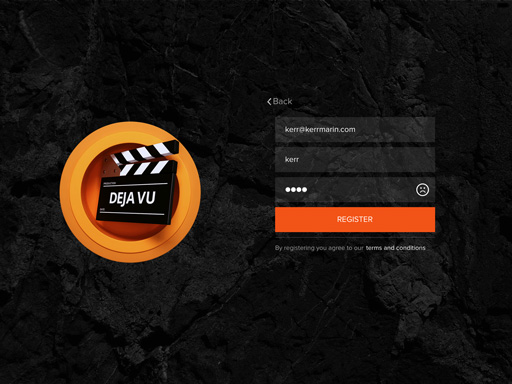 Back
kerr@kerrmarin.com
kerr
REGISTER
By registering you agree to our terms and conditions
DEJA VU